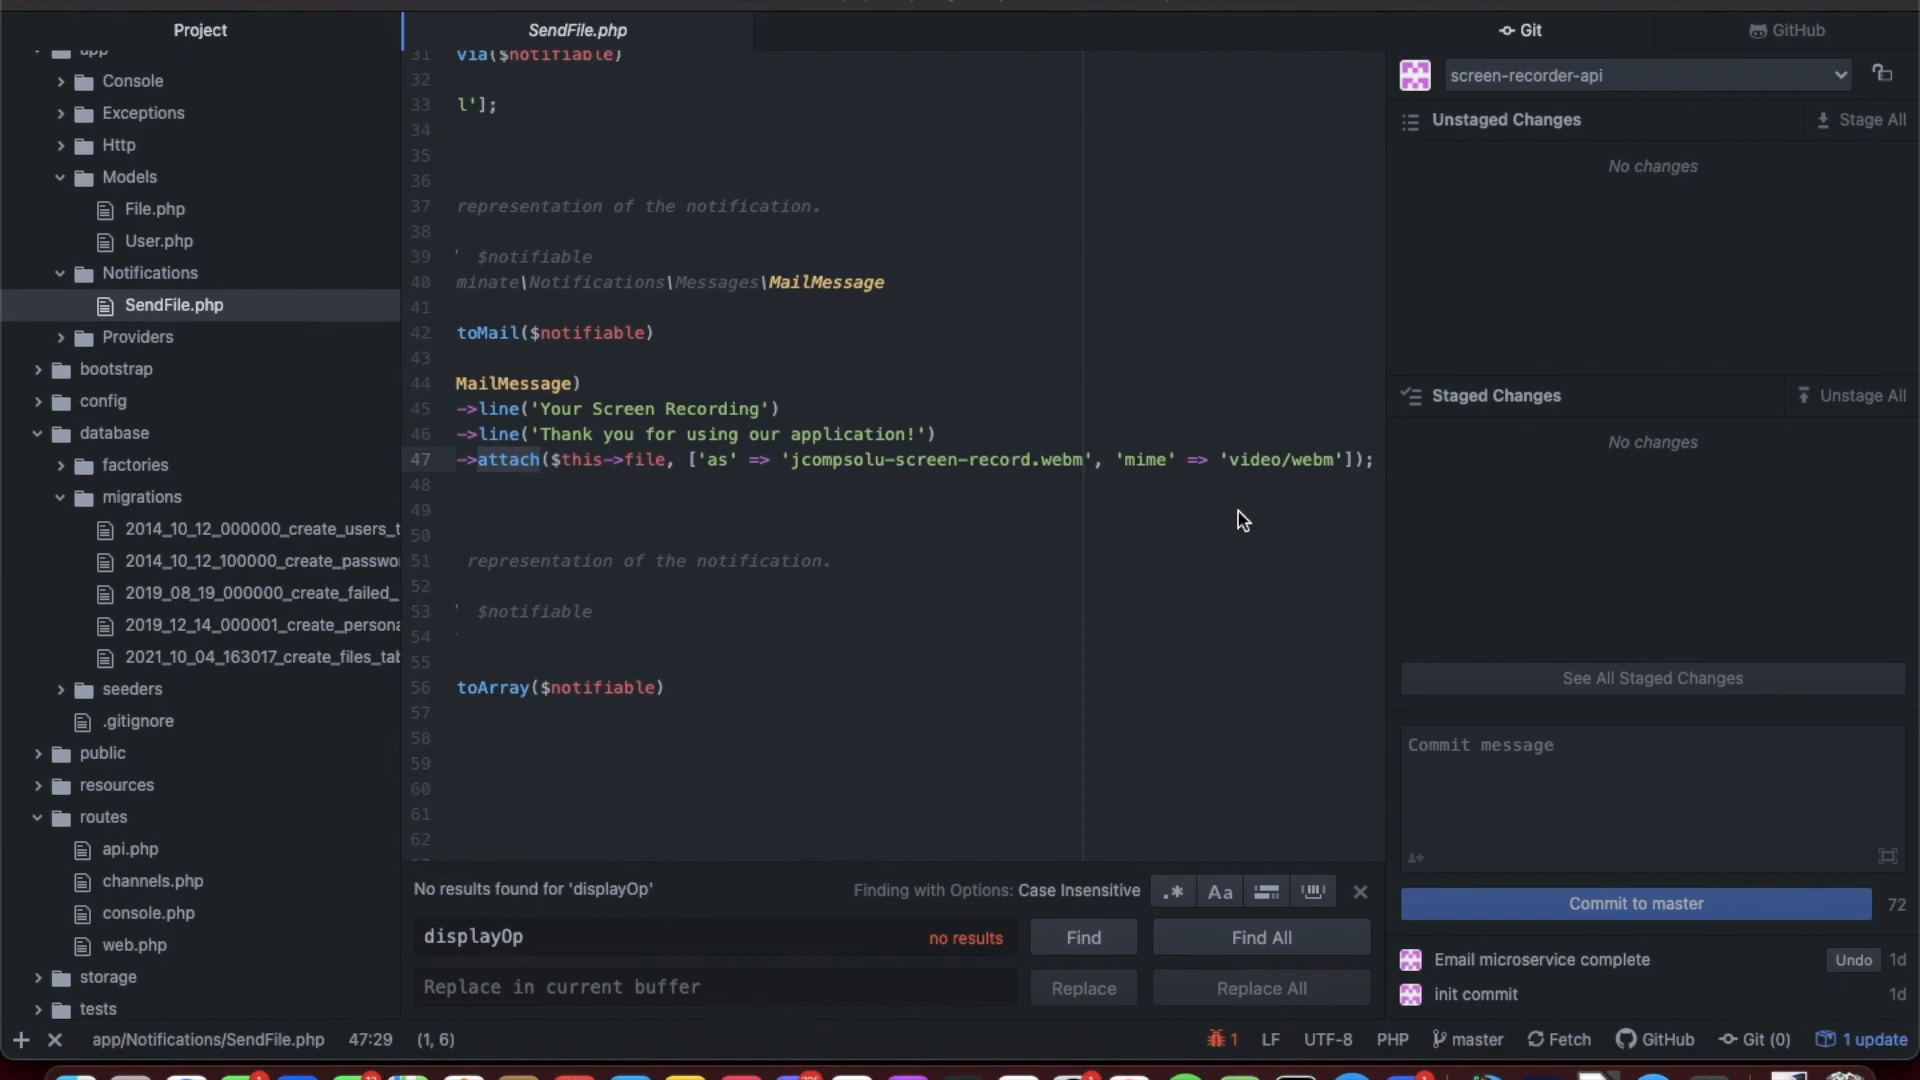 Project
app
Console
Exceptions
Http
Models
File.php
User.php
Notifications
SendFile.php
Providers
bootstrap
config
database
factories
migrations
2014_10_12_000000_create_users_t
2014_10_12_100000_create_passwo
2019_08_19_000000_create_failed_
2019_12_14_000001_create_persona
2021_10_04_163017_create_files_tab
seeders
.gitignore
public
resources
routes
api.php
channels.php
console.php
web.php
storage
tests
SendFile.php
31 via($notifiable)
32
33 l'];
34
35
36
37 representation of the notification.
38
39 ' $notifiable
40 minate\Notifications\Messages\MailMessage
41
42 toMail($notifiable)
43
44 MailMessage)
45 ->line('Your Screen Recording')
46 ->line('Thank you for using our application!')
47 ->attach($this->file, ['as' => 'jcompsolu-screen-record.webm', 'mime' => 'video/webm']);
48
49
50
51 representation of the notification.
52
53 ' $notifiable
54
55
56 toArray($notifiable)
57
58
59
60
61
62
No results found for 'displayOp'
Finding with Options: Case Insensitive
.* Aa
displayOp no results
Find Find All
Replace in current buffer
Replace Replace All
Git GitHub
screen-recorder-api
Unstaged Changes Stage All
No changes
Staged Changes Unstage All
No changes
See All Staged Changes
Commit message
Commit to master 72
Email microservice complete Undo 1d
init commit 1d
app/Notifications/SendFile.php 47:29 (1, 6) 1 LF UTF-8 PHP master Fetch GitHub Git (0) 1 update